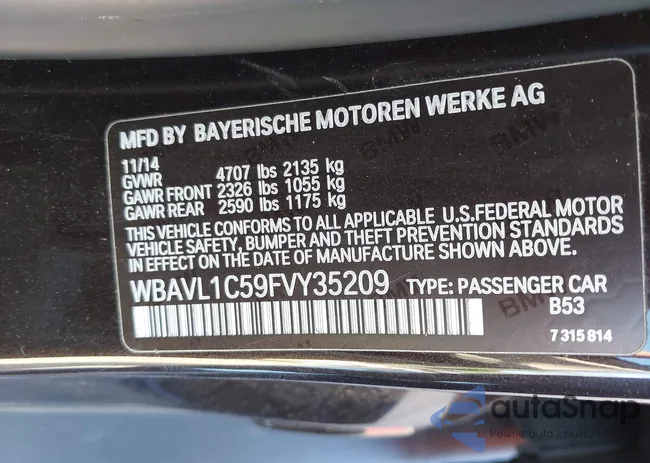 MFD BY BAYERISCHE MOTOREN WERKE AG
11/14
GVWR 4707 lbs 2135 kg
GAWR FRONT 2326 lbs 1055 kg
GAWR REAR 2590 lbs 1175 kg
THIS VEHICLE CONFORMS TO ALL APPLICABLE U.S.FEDERAL MOTOR
VEHICLE SAFETY, BUMPER AND THEFT PREVENTION STANDARDS
IN EFFECT ON THE DATE OF MANUFACTURE SHOWN ABOVE.
WBAVL1C59FVY35209 TYPE: PASSENGER CAR
B53
7 315 814
autoSnap
Pewne auta z aukcji